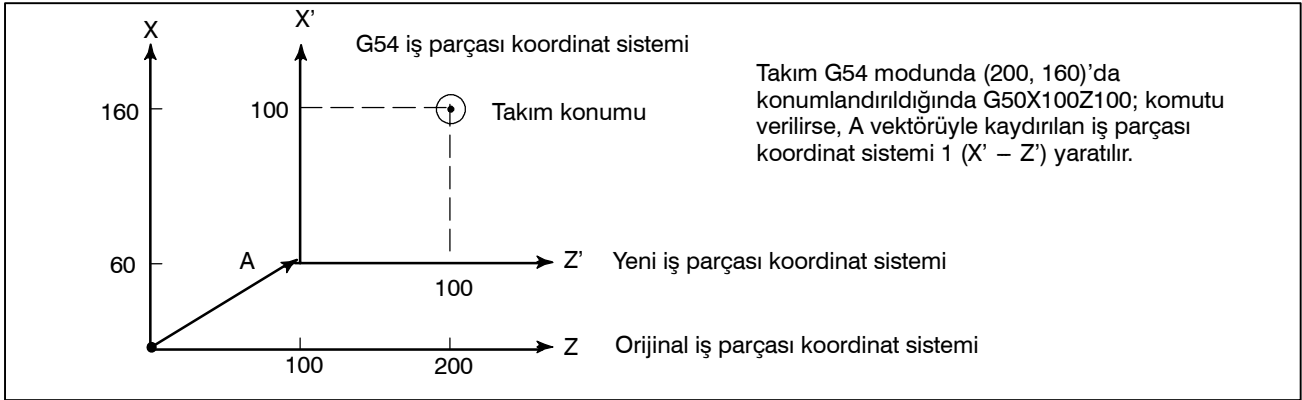 X
X’
G54 iş parçası koordinat sistemi
Takım G54 modunda (200, 160)’da
konumlandırıldığında G50X100Z100; komutu
verilirse, A vektörüyle kaydırılan iş parçası
koordinat sistemi 1 (X’ – Z’) yaratılır.
160
100
Takım konumu
60
A
Z’ Yeni iş parçası koordinat sistemi
100
Z Orijinal iş parçası koordinat sistemi
100 200